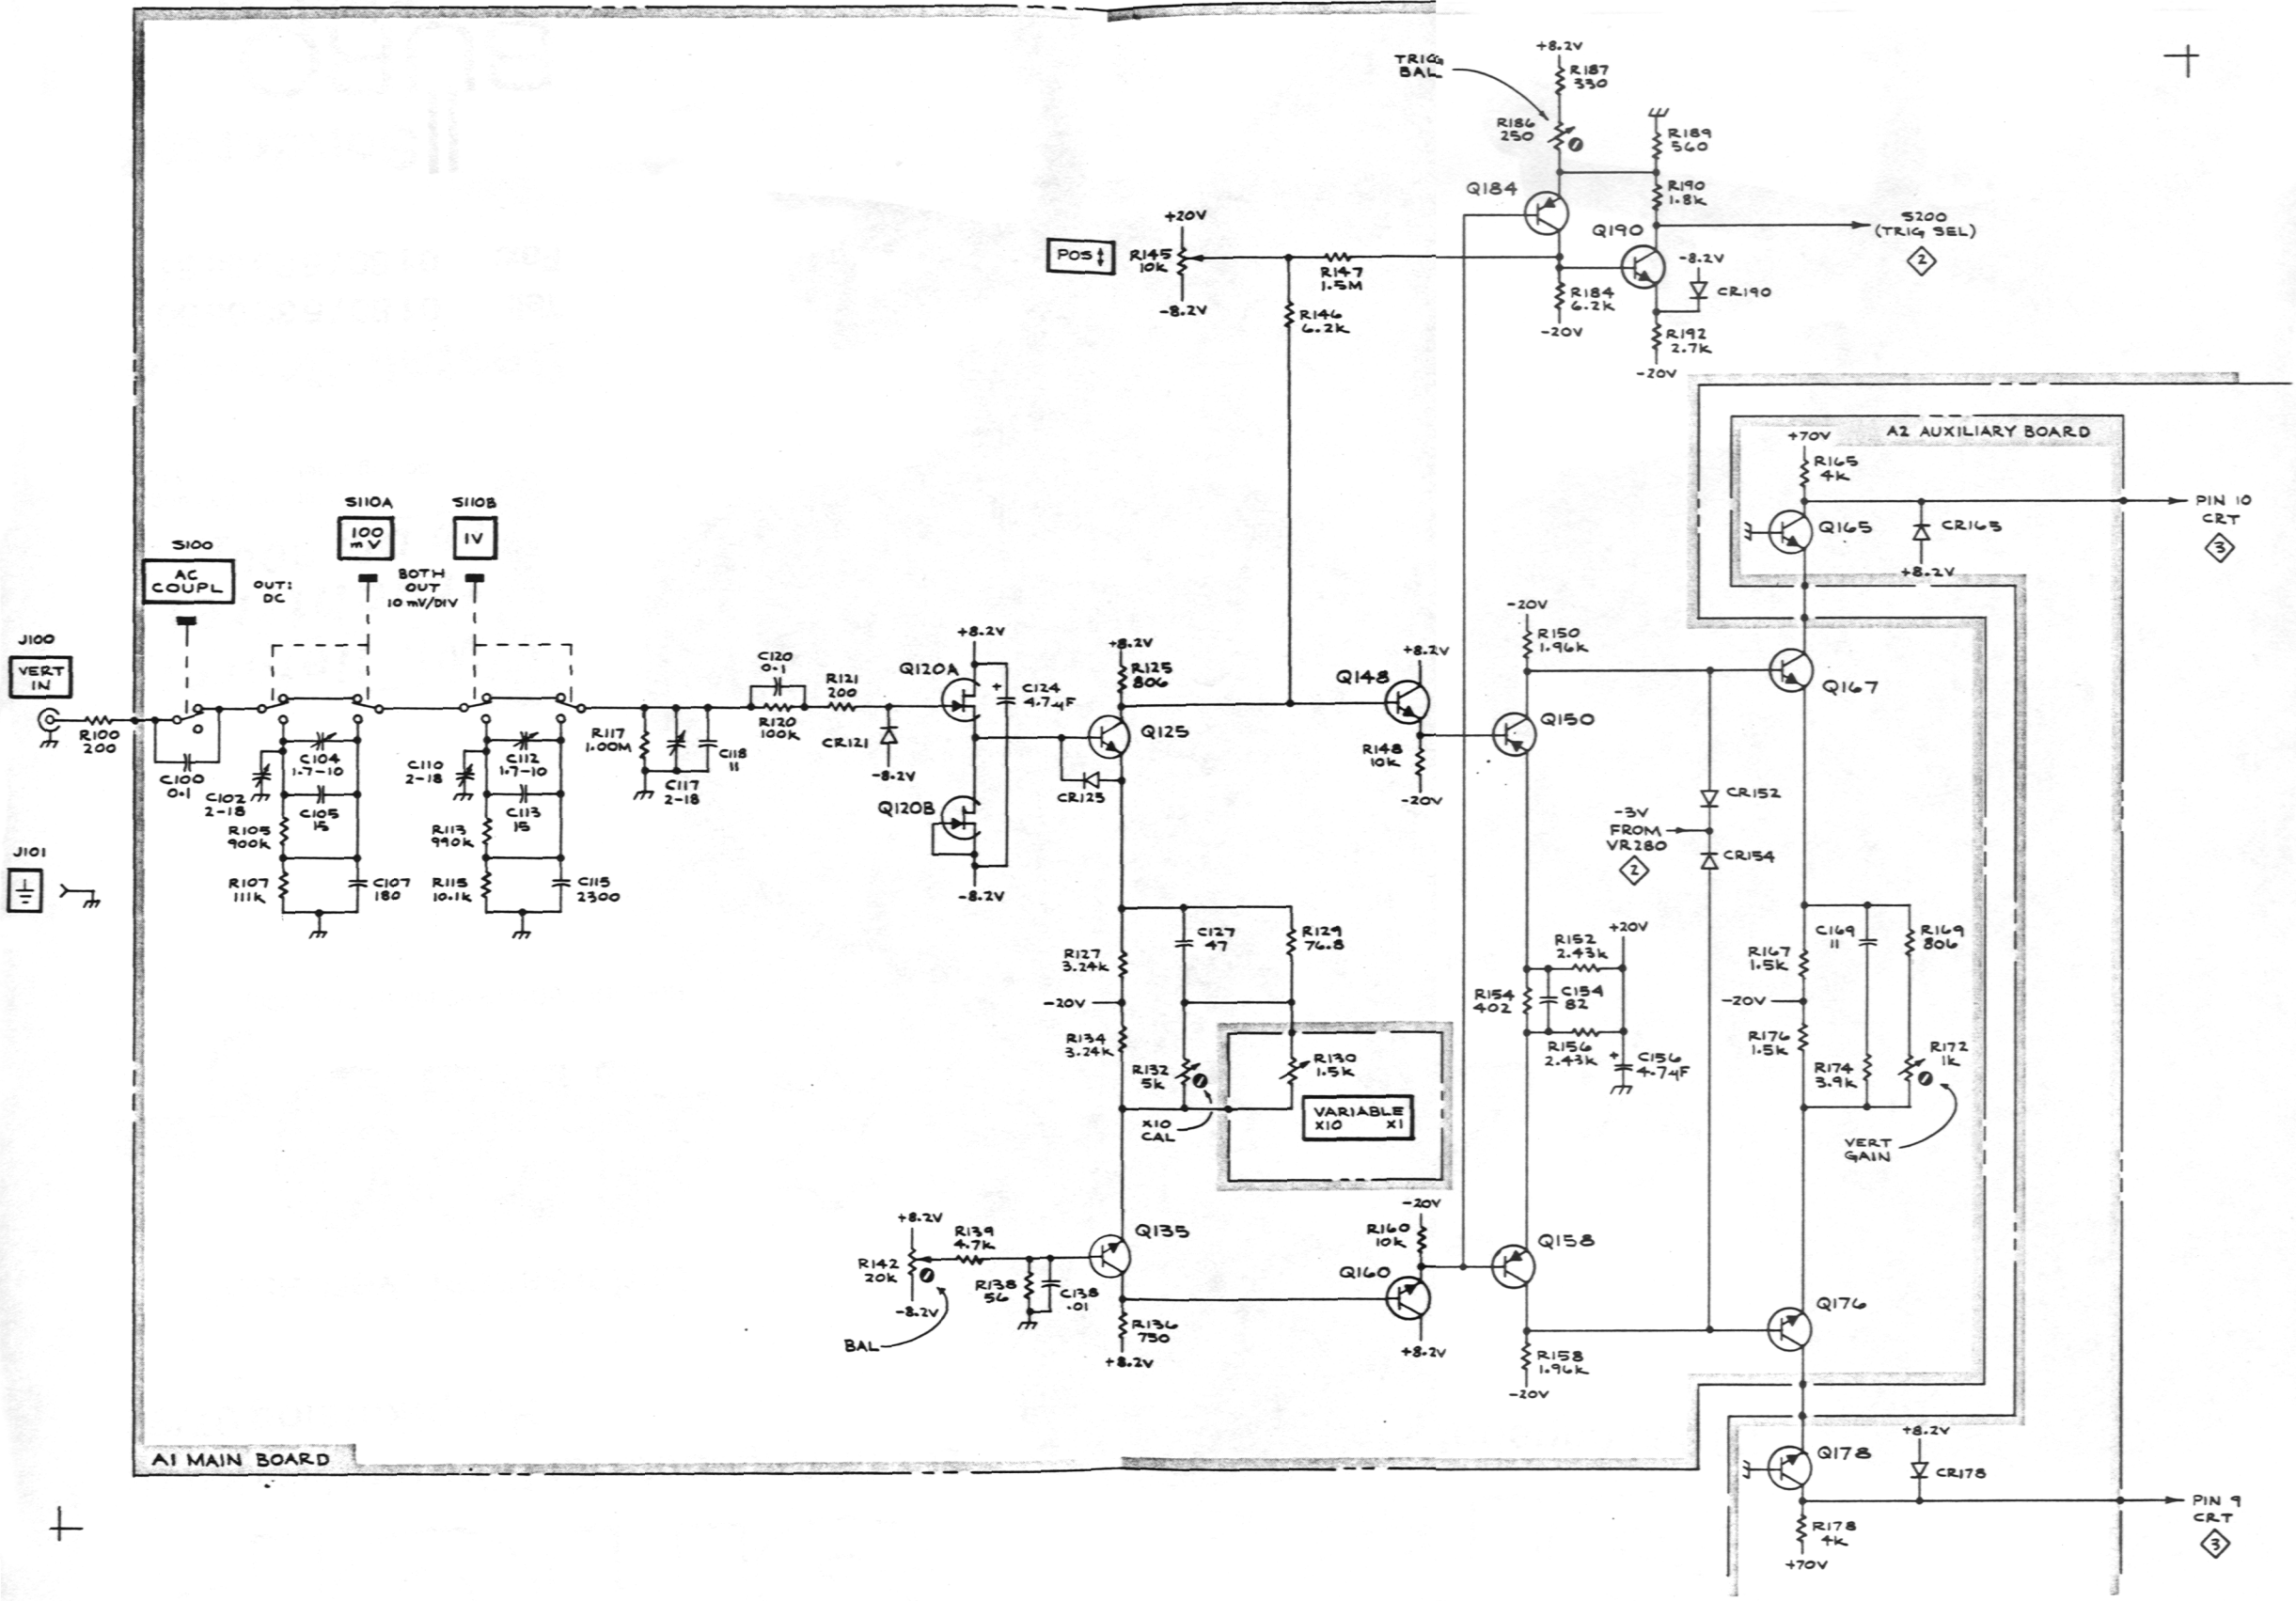 TRIGG
BAL
+8.2V
R187
330
R186
250
R189
560
Q184
R190
1.8K
Q190
S200
(TRIG SEL)
2
-8.2V
CR190
+20V
POS
R145
10K
-8.2V
R147
1.5M
R146
6.2K
R184
6.2K
-20V
R192
2.7K
-20V
A2 AUXILIARY BOARD
+70V
R165
4K
Q165
CR165
+8.2V
PIN 10
CRT
3
S110A
100
mV
S110B
1V
S100
AC
COUPL
OUT:
DC
BOTH
OUT
10 mV/DIV
J100
VERT
IN
R100
200
C100
0.1
C102
2-18
C104
1.7-10
C105
15
R105
900K
R107
111K
C107
180
C110
2-18
C112
1.7-10
C113
15
R113
990K
R115
10.1K
C115
2300
J101
R117
1.00M
C117
2-18
C118
11
C120
0.1
R120
100K
R121
200
CR121
-8.2V
Q120A
+8.2V
C124
4.7µF
Q120B
-8.2V
+8.2V
R125
806
Q125
CR125
Q148
+8.2V
R148
10K
-20V
-20V
R150
1.96K
Q150
Q167
CR152
-3V
FROM
VR280
2
CR154
R127
3.24K
-20V
R134
3.24K
C127
47
R129
76.8
R132
5K
X10
CAL
R130
1.5K
VARIABLE
X10 X1
R152
2.43K
+20V
R154
402
C154
82
R156
2.43K
C156
4.7µF
R167
1.5K
-20V
R176
1.5K
C169
11
R169
806
R174
3.9K
R172
1K
VERT
GAIN
+8.2V
R142
20K
-8.2V
BAL
R139
4.7K
R138
56
C138
.01
Q135
R136
750
+8.2V
-20V
R160
10K
Q160
+8.2V
Q158
R158
1.96K
-20V
Q176
Q178
+8.2V
CR178
R178
4K
+70V
PIN 9
CRT
3
A1 MAIN BOARD